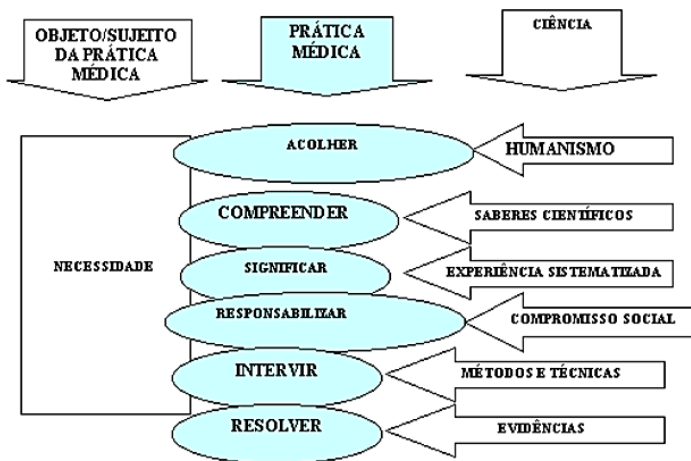 OBJETO/SUJEITO
DA PRÁTICA
MÉDICA
PRÁTICA
MÉDICA
CIÊNCIA
ACOLHER
HUMANISMO
COMPREENDER
SABERES CIENTÍFICOS
NECESSIDADE
SIGNIFICAR
EXPERIÊNCIA SISTEMATIZADA
RESPONSABILIZAR
COMPROMISSO SOCIAL
INTERVIR
MÉTODOS E TÉCNICAS
RESOLVER
EVIDÊNCIAS